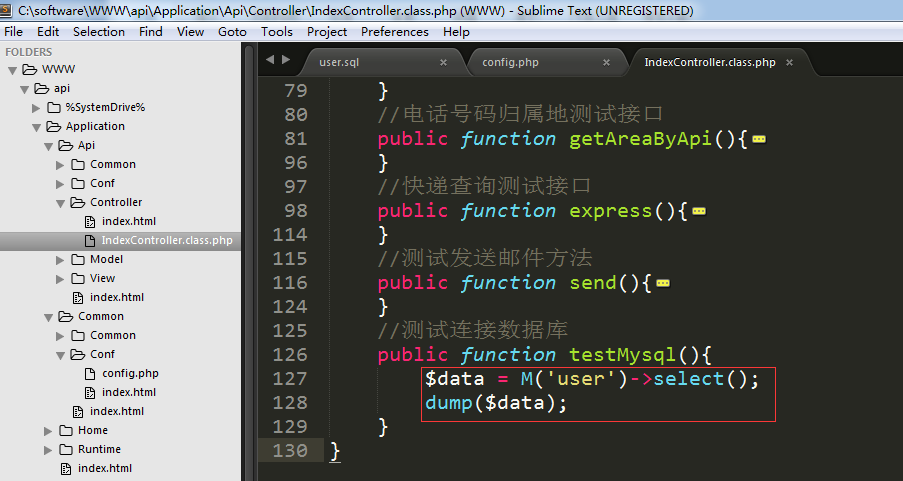 C:\software\WWW\api\Application\Api\Controller\IndexController.class.php (WWW) - Sublime Text (UNREGISTERED)
File Edit Selection Find View Goto Tools Project Preferences Help
FOLDERS
WWW
api
%SystemDrive%
Application
Api
Common
Conf
Controller
index.html
IndexController.class.php
Model
View
index.html
Common
Common
Conf
config.php
index.html
index.html
Home
Runtime
index.html
user.sql × config.php × IndexController.class.php ×
79 }
80 //电话号码归属地测试接口
81 public function getAreaByApi(){
96 }
97 //快递查询测试接口
98 public function express(){
114 }
115 //测试发送邮件方法
116 public function send(){
124 }
125 //测试连接数据库
126 public function testMysql(){
127 $data = M('user')->select();
128 dump($data);
129 }
130 }